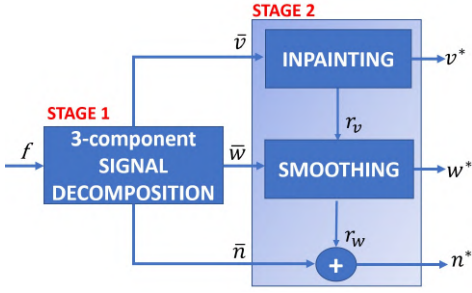 STAGE 2
v̄
INPAINTING
v*
STAGE 1
r_v
f
3-component
SIGNAL
DECOMPOSITION
w̄
SMOOTHING
w*
n̄
r_w
+
n*